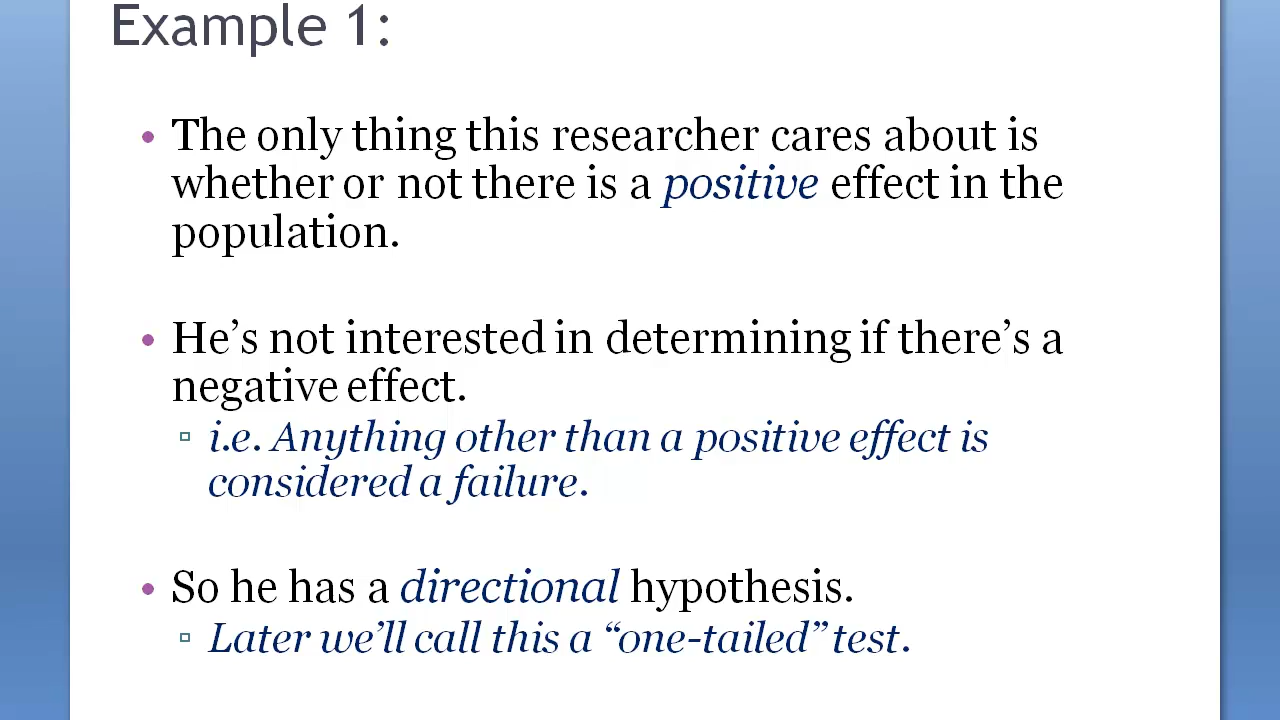 Example 1:
• The only thing this researcher cares about is
whether or not there is a positive effect in the
population.
• He’s not interested in determining if there’s a
negative effect.
▫ i.e. Anything other than a positive effect is
considered a failure.
• So he has a directional hypothesis.
▫ Later we’ll call this a “one-tailed” test.